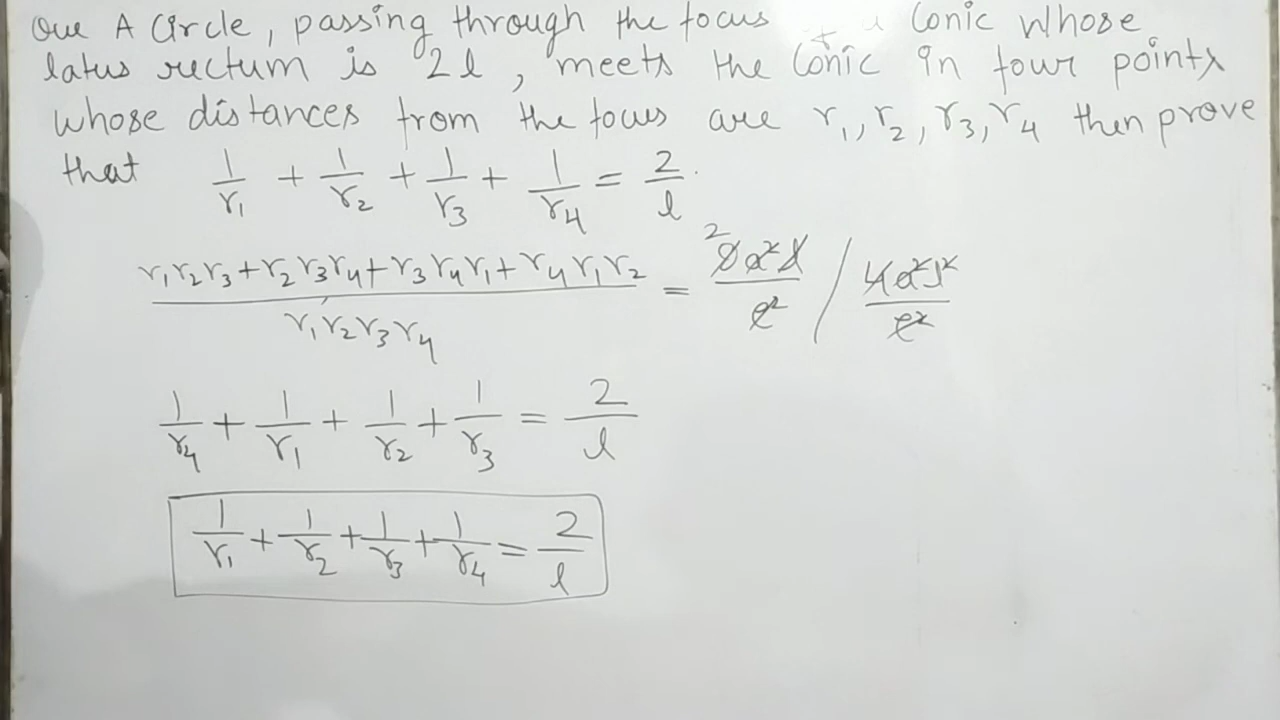 Que A Circle, passing through the focus a Conic whose
latus rectum is 2l, meets the Conic in four points
whose distances from the focus are r₁, r₂, r₃, r₄ then prove
that 1/r₁ + 1/r₂ + 1/r₃ + 1/r₄ = 2/l.
(r₁r₂r₃ + r₂r₃r₄ + r₃r₄r₁ + r₄r₁r₂)/(r₁r₂r₃r₄) = (8a²l/e²) / (4a²l²/e²)
1/r₄ + 1/r₁ + 1/r₂ + 1/r₃ = 2/l
1/r₁ + 1/r₂ + 1/r₃ + 1/r₄ = 2/l